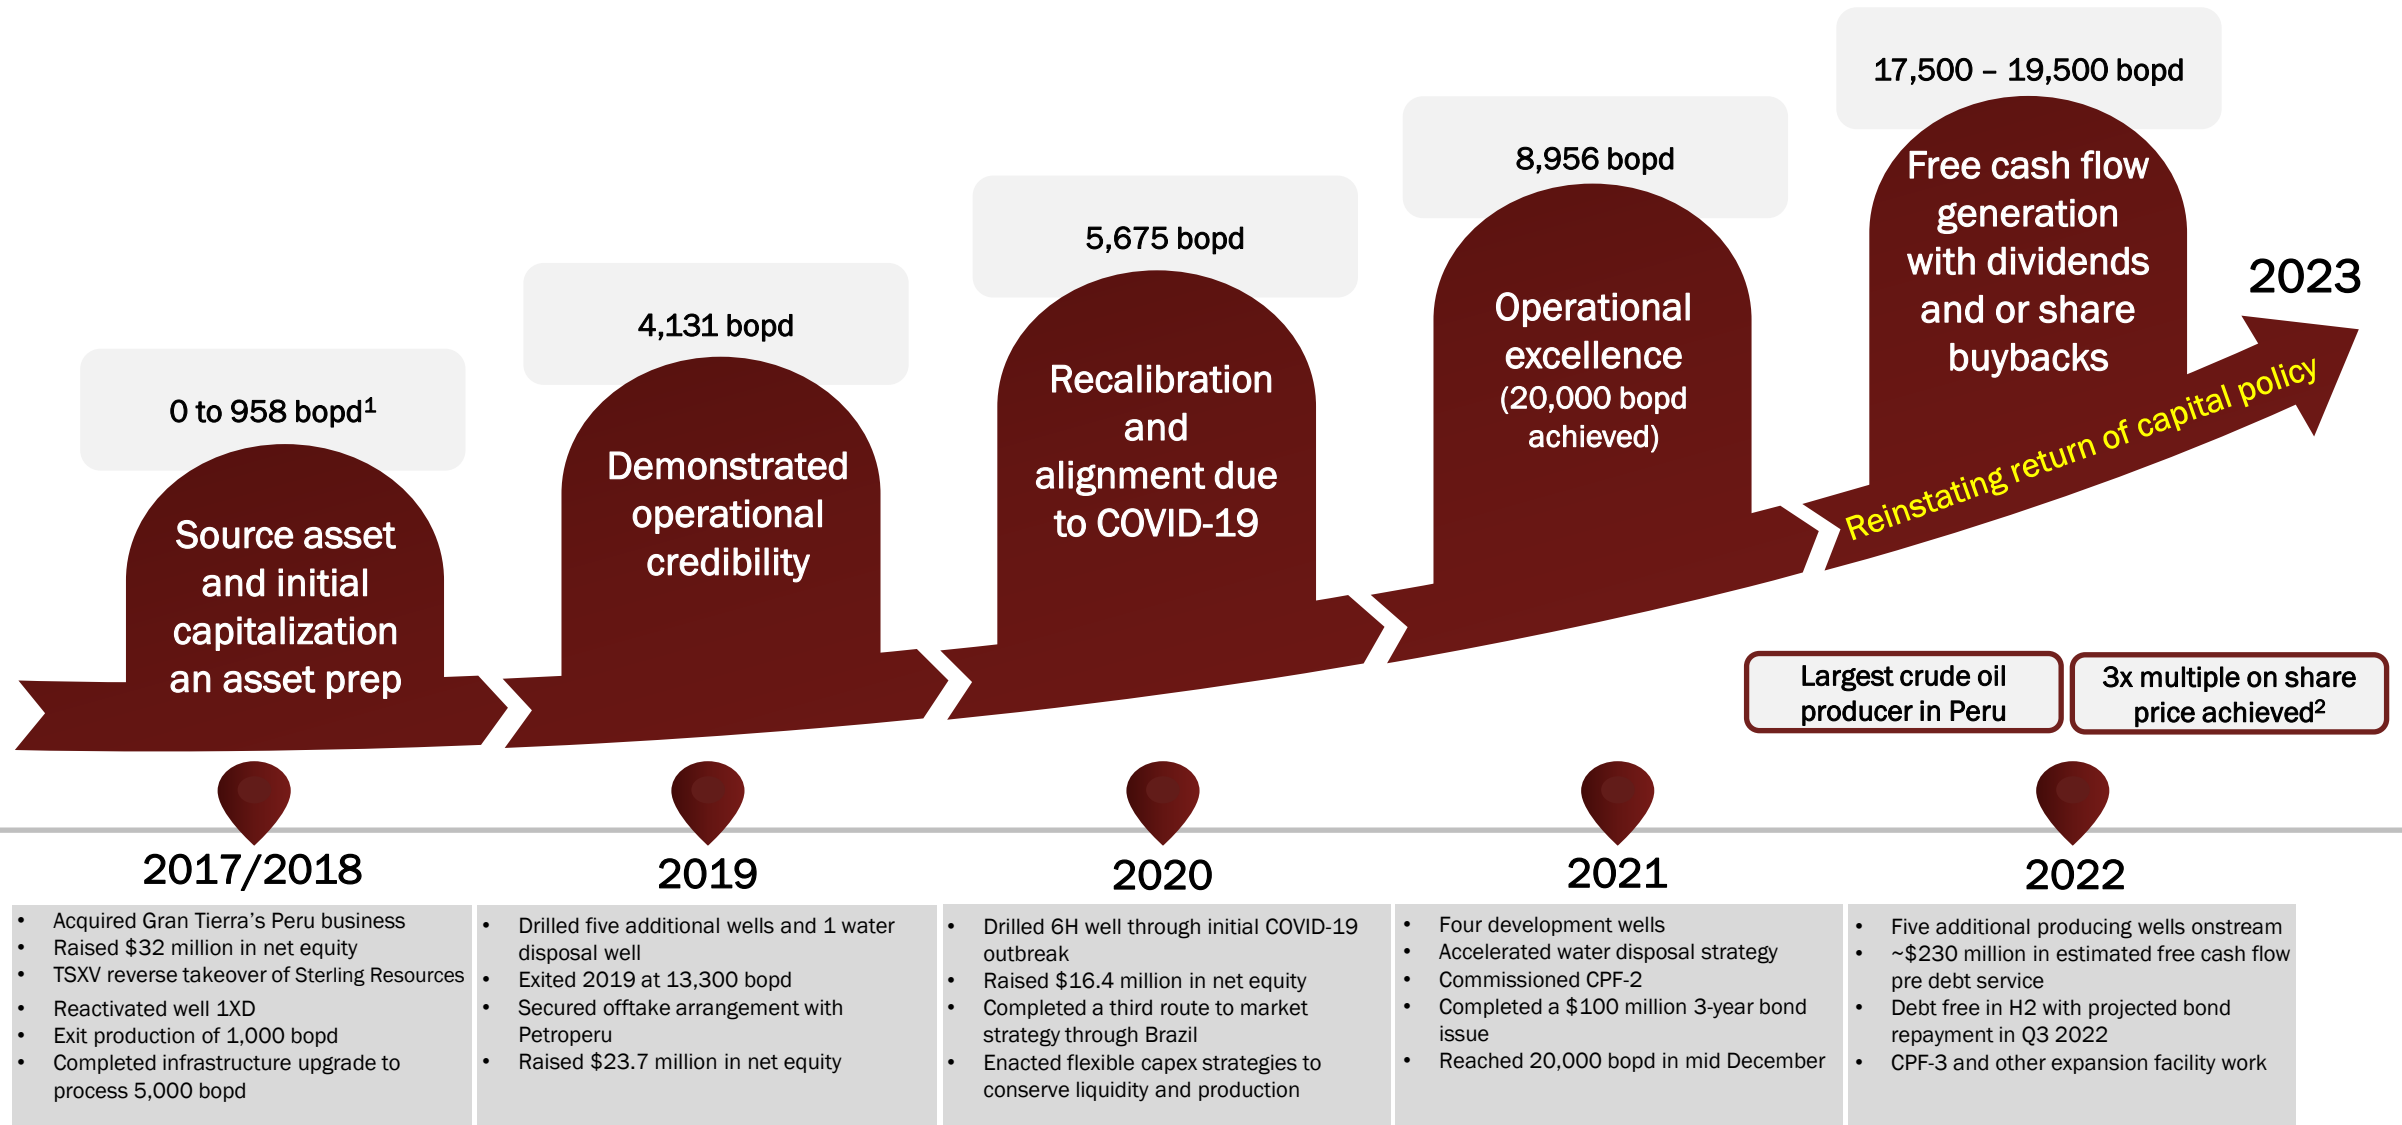 0 to 958 bopd¹
Source asset
and initial
capitalization
an asset prep
4,131 bopd
Demonstrated
operational
credibility
5,675 bopd
Recalibration
and
alignment due
to COVID-19
8,956 bopd
Operational
excellence
(20,000 bopd
achieved)
17,500 – 19,500 bopd
Free cash flow
generation
with dividends
and or share
buybacks
2023
Reinstating return of capital policy
Largest crude oil
producer in Peru
3x multiple on share
price achieved²
2017/2018
• Acquired Gran Tierra’s Peru business
• Raised $32 million in net equity
• TSXV reverse takeover of Sterling Resources
• Reactivated well 1XD
• Exit production of 1,000 bopd
• Completed infrastructure upgrade to
process 5,000 bopd
2019
• Drilled five additional wells and 1 water
disposal well
• Exited 2019 at 13,300 bopd
• Secured offtake arrangement with
Petroperu
• Raised $23.7 million in net equity
2020
• Drilled 6H well through initial COVID-19
outbreak
• Raised $16.4 million in net equity
• Completed a third route to market
strategy through Brazil
• Enacted flexible capex strategies to
conserve liquidity and production
2021
• Four development wells
• Accelerated water disposal strategy
• Commissioned CPF-2
• Completed a $100 million 3-year bond
issue
• Reached 20,000 bopd in mid December
2022
• Five additional producing wells onstream
• ~$230 million in estimated free cash flow
pre debt service
• Debt free in H2 with projected bond
repayment in Q3 2022
• CPF-3 and other expansion facility work